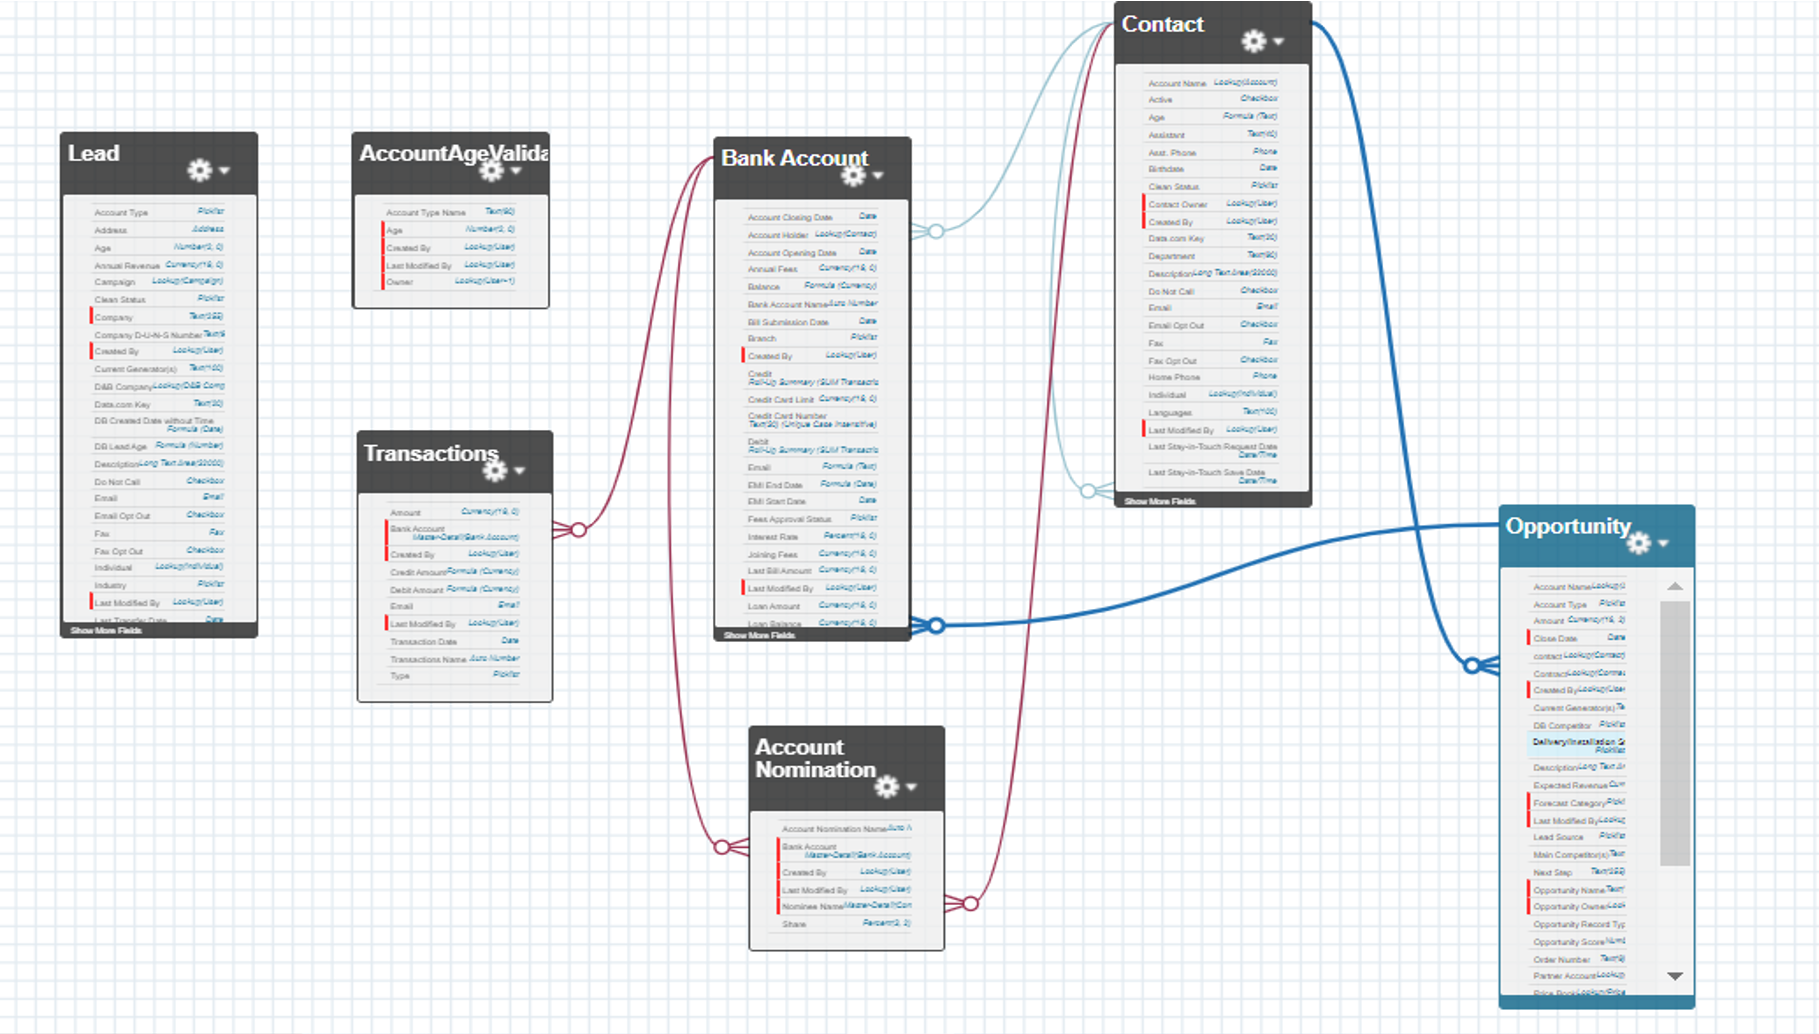 Lead
Account Type Picklist
Address Address
Age Number(3, 0)
Annual Revenue Currency(18, 0)
Campaign Lookup(Campaign)
Clean Status Picklist
Company Text(255)
Company D-U-N-S Number
Created By Lookup(User)
Current Generator(s) Text(100)
D&B Company Lookup(D&B Comp
Data.com Key Text(20)
DB Created Date without Time
Formula (Date)
DB Lead Age Formula (Number)
Description Long Text Area(32000)
Do Not Call Checkbox
Email Email
Email Opt Out Checkbox
Fax Fax
Fax Opt Out Checkbox
Individual Lookup(Individual)
Industry Picklist
Last Modified By Lookup(User)
Last Transfer Date Date
Show More Fields
AccountAgeValida
Account Type Name Text(80)
Age
Created By Lookup(User)
Last Modified By Lookup(User)
Owner Lookup(User+1)
Transactions
Amount Currency(18, 0)
Bank Account
Master-Detail(Bank Account)
Created By Lookup(User)
Credit Amount Formula (Currency)
Debit Amount Formula (Currency)
Email Email
Last Modified By Lookup(User)
Transaction Date Date
Transactions Name Auto Number
Type Picklist
Bank Account
Account Closing Date Date
Account Holder Lookup(Contact)
Account Opening Date Date
Annual Fees Currency(18, 0)
Balance Formula (Currency)
Bank Account Name Auto Number
Bill Submission Date Date
Branch Picklist
Created By Lookup(User)
Credit
Roll-Up Summary (SUM Transactio
Credit Card Limit Currency(18, 0)
Credit Card Number
Text(20) (Unique Case Insensitive)
Debit
Roll-Up Summary (SUM Transactio
Email Formula (Text)
EMI End Date Formula (Date)
EMI Start Date Date
Fees Approval Status Picklist
Interest Rate Percent(18, 0)
Joining Fees Currency(18, 0)
Last Bill Amount Currency(18, 0)
Last Modified By Lookup(User)
Loan Amount Currency(18, 0)
Loan Balance Currency(18, 0)
Show More Fields
Account
Nomination
Account Nomination Name Auto N
Bank Account
Master-Detail(Bank Account)
Created By Lookup(User)
Last Modified By Lookup(User)
Nominee Name Master-Detail(Con
Share Percent(3, 2)
Contact
Account Name Lookup(Account)
Active Checkbox
Age Formula (Text)
Assistant Text(40)
Asst. Phone Phone
Birthdate Date
Clean Status Picklist
Contact Owner Lookup(User)
Created By Lookup(User)
Data.com Key Text(20)
Department Text(80)
Description Long Text Area(32000)
Do Not Call Checkbox
Email Email
Email Opt Out Checkbox
Fax Fax
Fax Opt Out Checkbox
Home Phone Phone
Individual Lookup(Individual)
Languages Text(100)
Last Modified By Lookup(User)
Last Stay-in-Touch Request Date
Date/Time
Last Stay-in-Touch Save Date
Date/Time
Show More Fields
Opportunity
Account Name
Account Type Picklist
Amount Currency(18, 2)
Close Date Date
contact Lookup(Contact)
Contract Lookup(Contrac
Created By Lookup(User
Current Generator(s) Te
DB Competitor Picklist
Delivery/Installation S
Picklist
Description Long Text Ar
Expected Revenue Curr
Forecast Category Pickl
Last Modified By Lookup
Lead Source Picklist
Main Competitor(s) Text
Next Step Text(255)
Opportunity Name Text(
Opportunity Owner Look
Opportunity Record Typ
Opportunity Score Numb
Order Number Text(8)
Partner Account Lookup
Price Book Lookup(Price